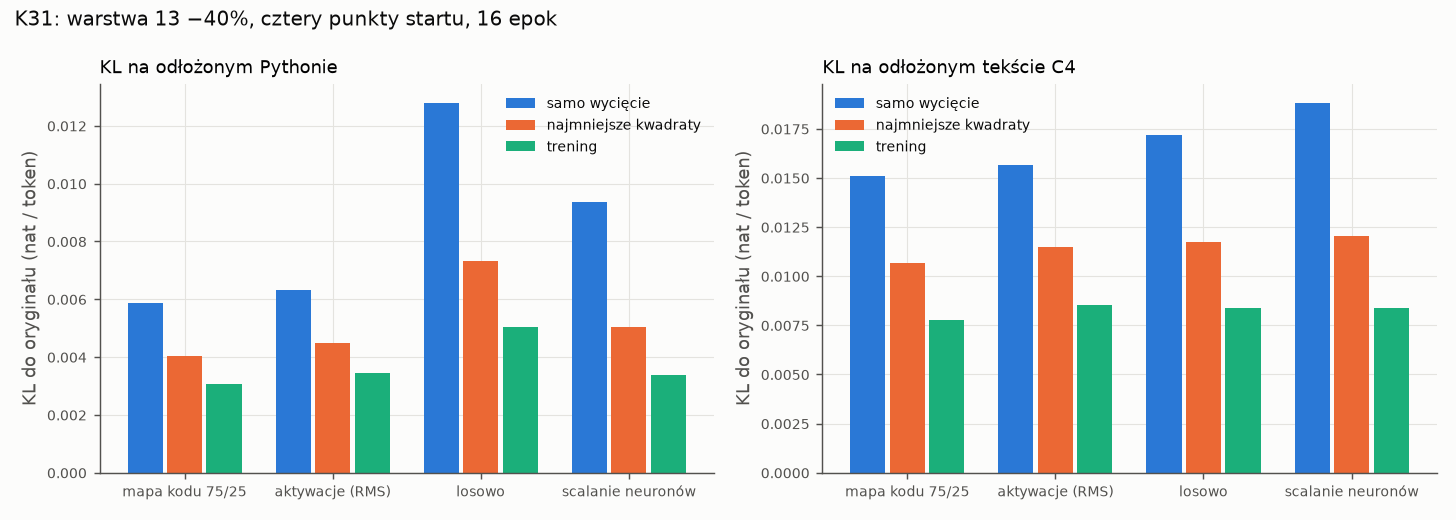 K31: warstwa 13 −40%, cztery punkty startu, 16 epok
KL na odłożonym Pythonie
KL do oryginału (nat / token)
0.012
0.010
0.008
0.006
0.004
0.002
0.000
samo wycięcie
najmniejsze kwadraty
trening
mapa kodu 75/25
aktywacje (RMS)
losowo
scalanie neuronów
KL na odłożonym tekście C4
KL do oryginału (nat / token)
0.0175
0.0150
0.0125
0.0100
0.0075
0.0050
0.0025
0.0000
samo wycięcie
najmniejsze kwadraty
trening
mapa kodu 75/25
aktywacje (RMS)
losowo
scalanie neuronów